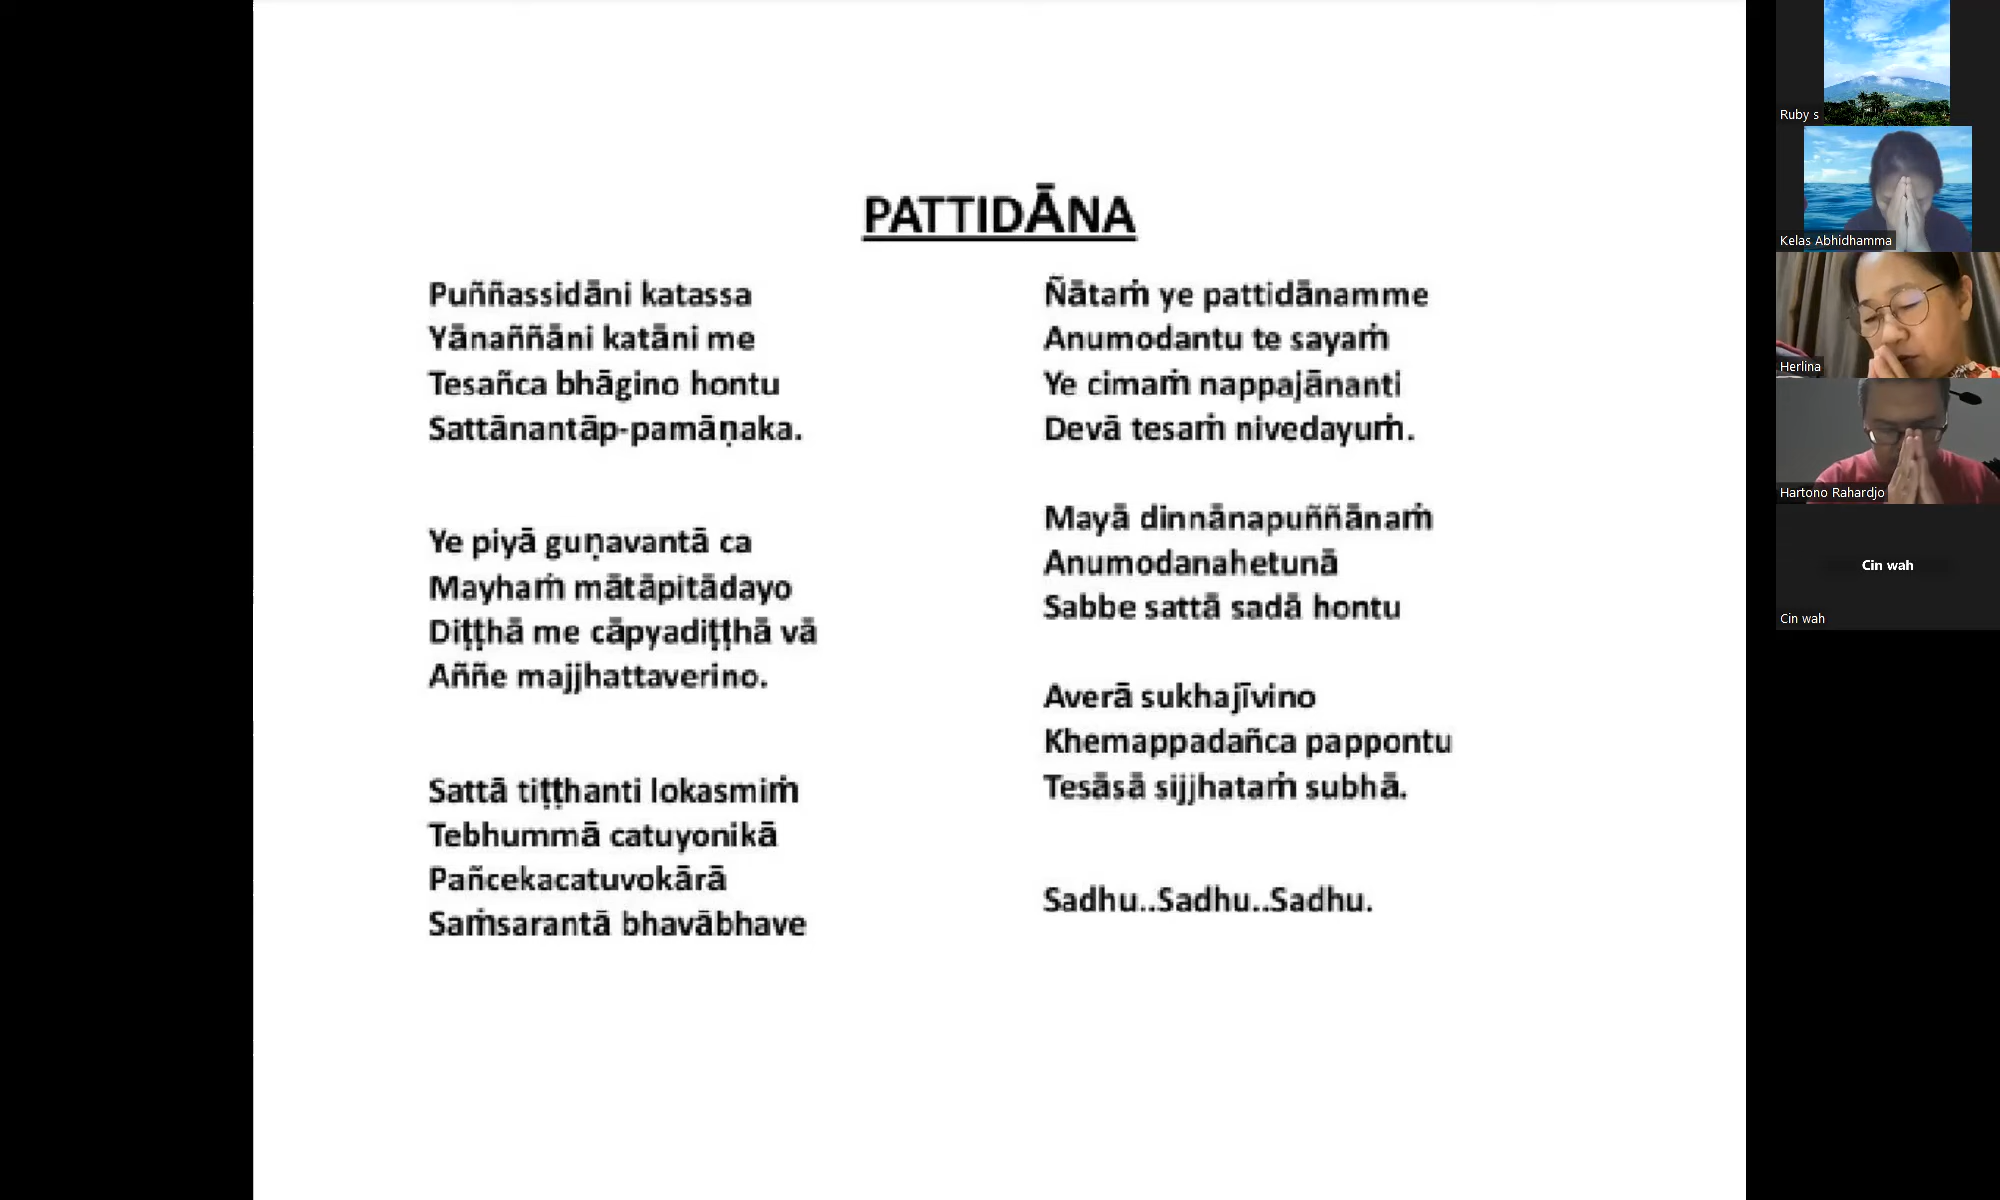 PATTIDĀNA
Puññassidāni katassa
Yānaññāni katāni me
Tesañca bhāgino hontu
Sattānantāp-pamāṇaka.
Ye piyā guṇavantā ca
Mayhaṁ mātāpitādayo
Diṭṭhā me cāpyadiṭṭhā vā
Aññe majjhattaverino.
Sattā tiṭṭhanti lokasmiṁ
Tebhummā catuyonikā
Pañcekacatuvokārā
Saṁsarantā bhavābhave
Ñātaṁ ye pattidānamme
Anumodantu te sayaṁ
Ye cimaṁ nappajānanti
Devā tesaṁ nivedayuṁ.
Mayā dinnānapuññānaṁ
Anumodanahetunā
Sabbe sattā sadā hontu
Averā sukhajīvino
Khemappadañca pappontu
Tesāsā sijjhataṁ subhā.
Sadhu..Sadhu..Sadhu.
Ruby s
Kelas Abhidhamma
Herlina
Hartono Rahardjo
Cin wah
Cin wah